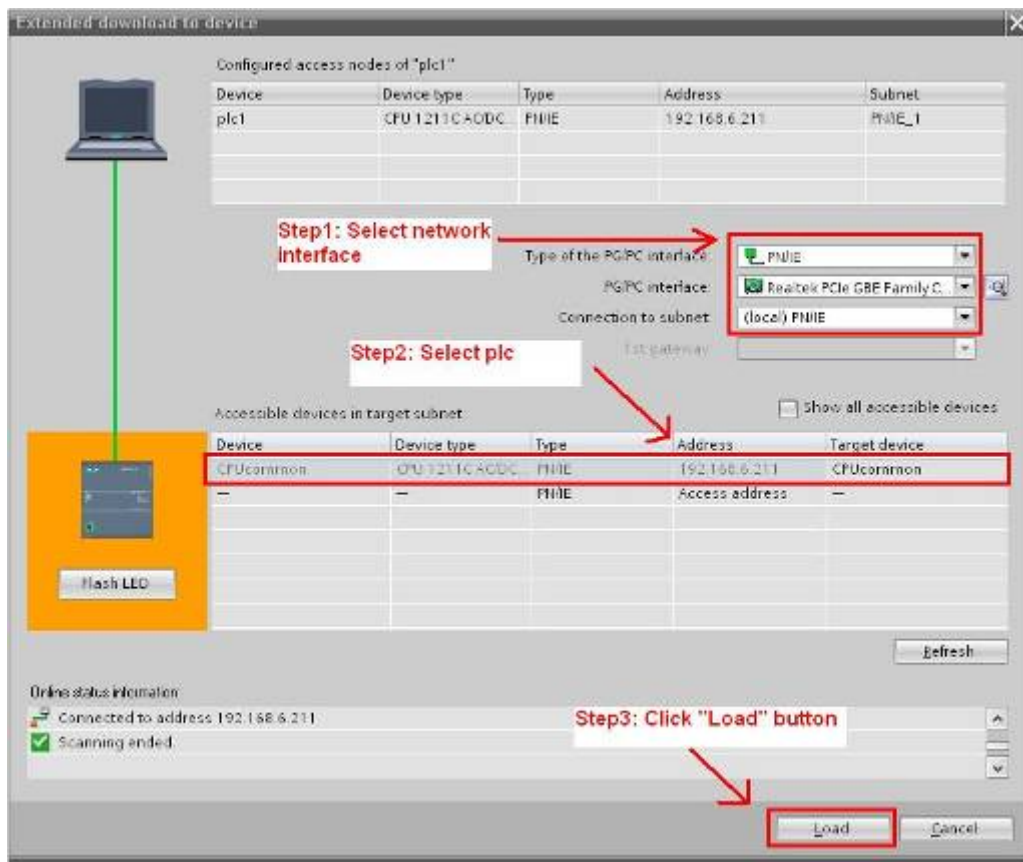 Extended download to device
Configured access nodes of "plc1"
Device Device type Type Address Subnet
plc1 CPU 1211C AC/DC... PN/IE 192.168.6.211 PN/IE_1
Step1: Select network
interface
Type of the PG/PC interface: PN/IE
PG/PC interface: Realtek PCIe GBE Family C...
Connection to subnet: (local) PN/IE
1st gateway:
Step2: Select plc
Accessible devices in target subnet: Show all accessible devices
Device Device type Type Address Target device
CPUcommon CPU 1211C AC/DC... PN/IE 192.168.6.211 CPUcommon
— — PN/IE Access address —
Flash LED
Refresh
Online status information
Connected to address 192.168.6.211
Scanning ended
Step3: Click "Load" button
Load Cancel